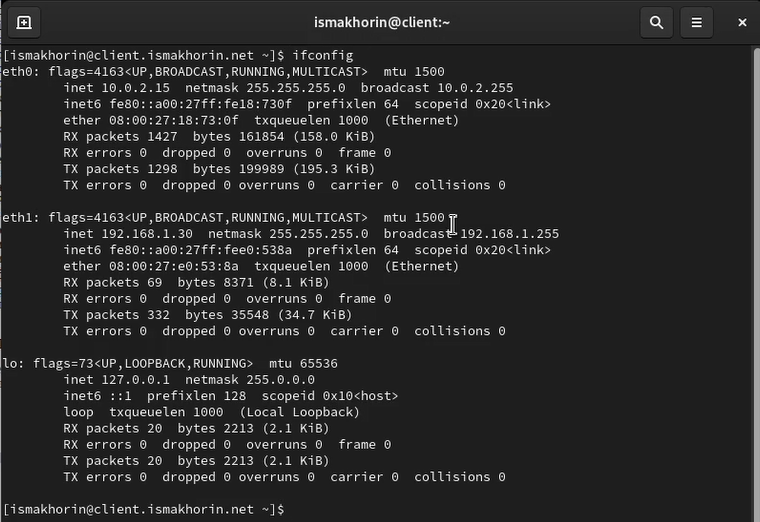 ismakhorin@client:~
[ismakhorin@client.ismakhorin.net ~]$ ifconfig
eth0: flags=4163<UP,BROADCAST,RUNNING,MULTICAST>  mtu 1500
        inet 10.0.2.15  netmask 255.255.255.0  broadcast 10.0.2.255
        inet6 fe80::a00:27ff:fe18:730f  prefixlen 64  scopeid 0x20<link>
        ether 08:00:27:18:73:0f  txqueuelen 1000  (Ethernet)
        RX packets 1427  bytes 161854 (158.0 KiB)
        RX errors 0  dropped 0  overruns 0  frame 0
        TX packets 1298  bytes 199989 (195.3 KiB)
        TX errors 0  dropped 0 overruns 0  carrier 0  collisions 0
eth1: flags=4163<UP,BROADCAST,RUNNING,MULTICAST>  mtu 1500
        inet 192.168.1.30  netmask 255.255.255.0  broadcast 192.168.1.255
        inet6 fe80::a00:27ff:fee0:538a  prefixlen 64  scopeid 0x20<link>
        ether 08:00:27:e0:53:8a  txqueuelen 1000  (Ethernet)
        RX packets 69  bytes 8371 (8.1 KiB)
        RX errors 0  dropped 0  overruns 0  frame 0
        TX packets 332  bytes 35548 (34.7 KiB)
        TX errors 0  dropped 0 overruns 0  carrier 0  collisions 0
lo: flags=73<UP,LOOPBACK,RUNNING>  mtu 65536
        inet 127.0.0.1  netmask 255.0.0.0
        inet6 ::1  prefixlen 128  scopeid 0x10<host>
        loop  txqueuelen 1000  (Local Loopback)
        RX packets 20  bytes 2213 (2.1 KiB)
        RX errors 0  dropped 0  overruns 0  frame 0
        TX packets 20  bytes 2213 (2.1 KiB)
        TX errors 0  dropped 0 overruns 0  carrier 0  collisions 0
[ismakhorin@client.ismakhorin.net ~]$